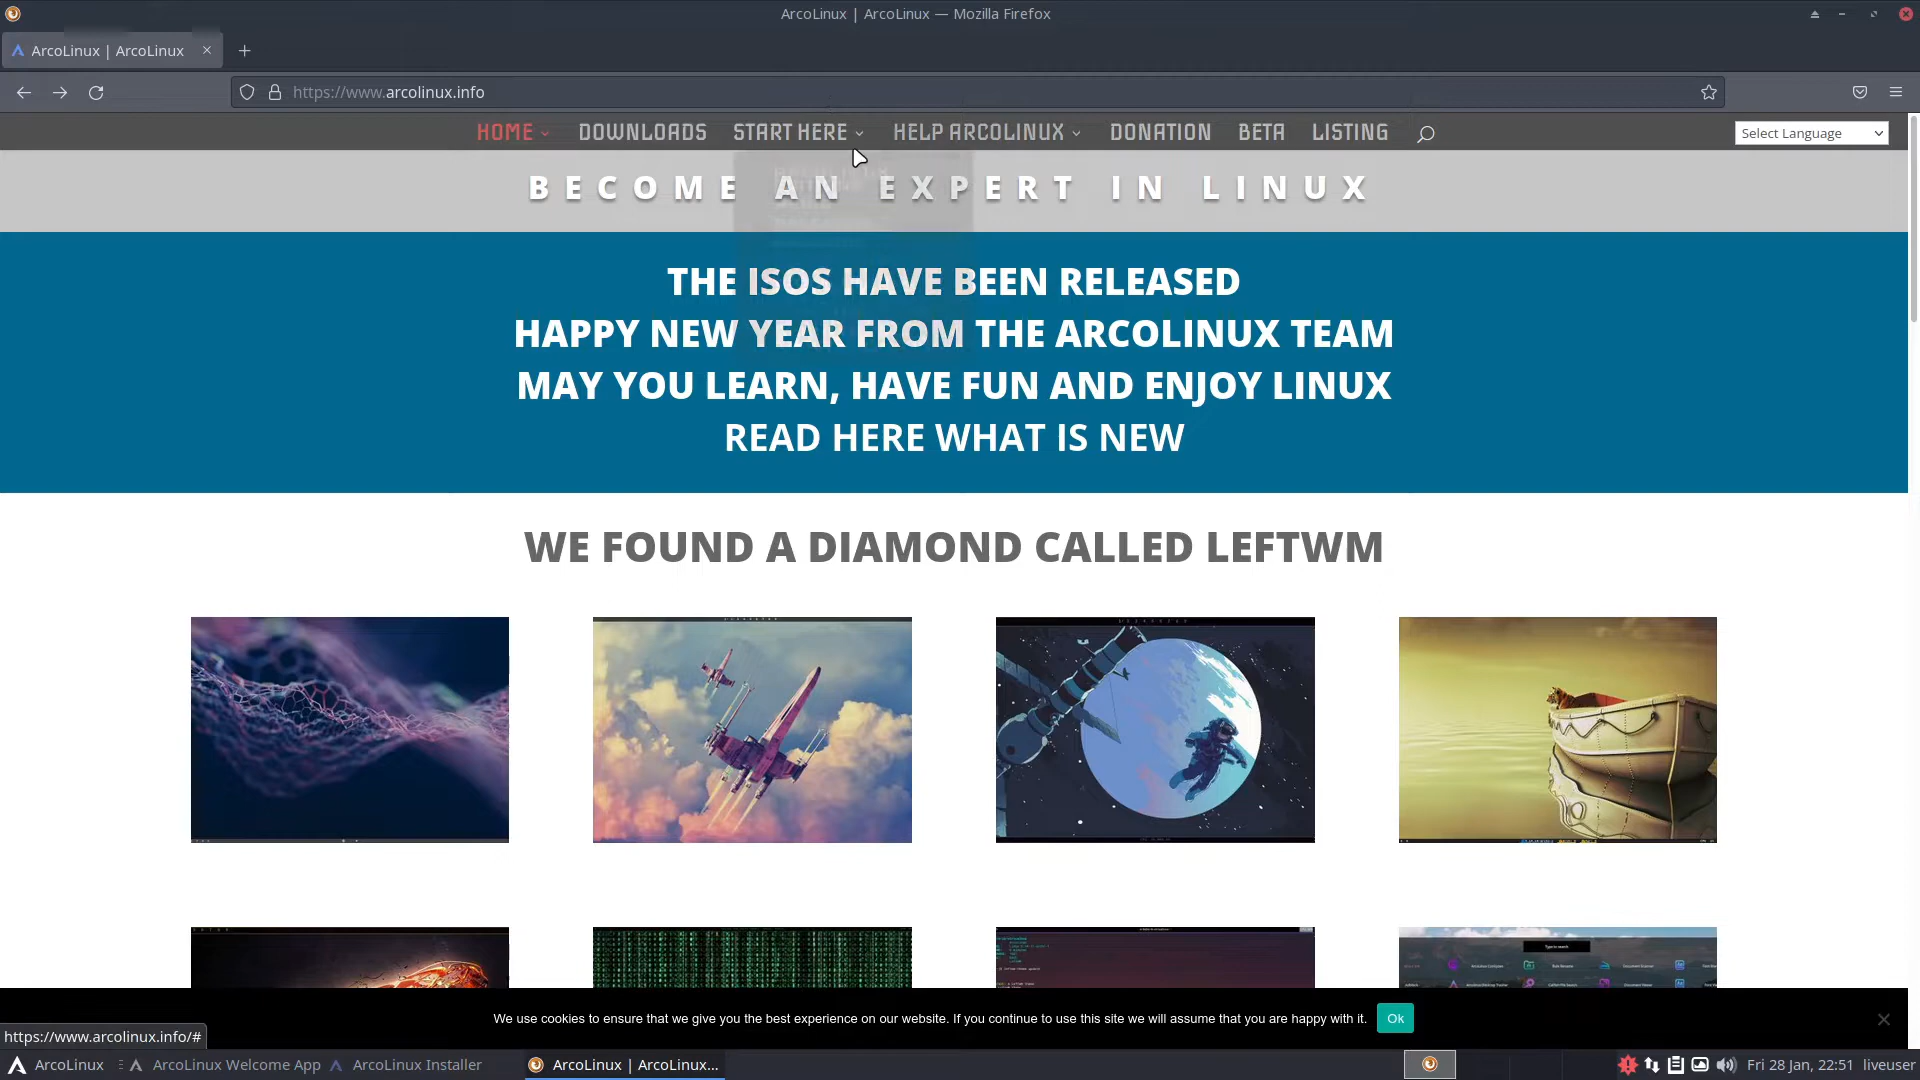 ArcoLinux | ArcoLinux — Mozilla Firefox
ArcoLinux | ArcoLinux
https://www.arcolinux.info
HOME DOWNLOADS START HERE HELP ARCOLINUX DONATION BETA LISTING
Select Language
BECOME AN EXPERT IN LINUX
THE ISOS HAVE BEEN RELEASED
HAPPY NEW YEAR FROM THE ARCOLINUX TEAM
MAY YOU LEARN, HAVE FUN AND ENJOY LINUX
READ HERE WHAT IS NEW
WE FOUND A DIAMOND CALLED LEFTWM
Type to search
We use cookies to ensure that we give you the best experience on our website. If you continue to use this site we will assume that you are happy with it. Ok
https://www.arcolinux.info/#
ArcoLinux ArcoLinux Welcome App ArcoLinux Installer ArcoLinux | ArcoLinux... Fri 28 Jan, 22:51 liveuser